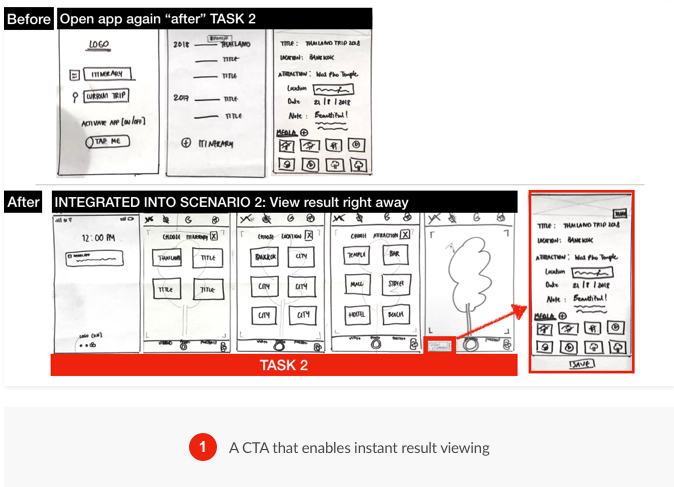 Before
Open app again “after” TASK 2
LOGO
ITINERARY
CURRENT TRIP
ACTIVATE APP [ON/OFF]
TAP ME
2018
THAILAND
TITLE
TITLE
2017
TITLE
TITLE
ITINERARY
TITLE : THAILAND TRIP 2018
LOCATION: BANGKOK
ATTRACTION: Wat Pho Temple
Location
Date 21 / 8 / 2018
Note : Beautiful!
MEDIA
After
INTEGRATED INTO SCENARIO 2: View result right away
12:00 PM
CHOOSE ITINERARY X
THAILAND
TITLE
TITLE
TITLE
CHOOSE LOCATION X
BANGKOK
CITY
CITY
CITY
CITY
CITY
CHOOSE ATTRACTION X
TEMPLE
BAR
MALL
STREET
HOTEL
BEACH
TITLE : THAILAND TRIP 2018
LOCATION: BANGKOK
ATTRACTION: Wat Pho Temple
Location
Date 21 / 8 / 2018
Note : Beautiful!
MEDIA
SAVE
TASK 2
1 A CTA that enables instant result viewing